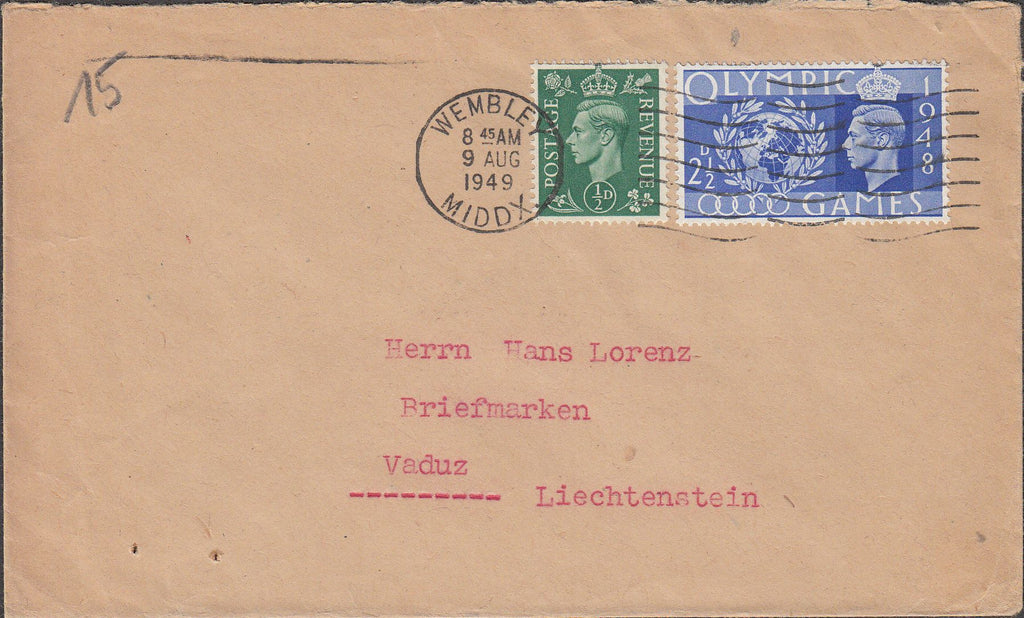 15
WEMBLEY
8 45 AM
9 AUG
1949
MIDDX.
POSTAGE
REVENUE
½D
OLYMPIC
1948
2½D
GAMES
Herrn Hans Lorenz
Briefmarken
Vaduz
Liechtenstein